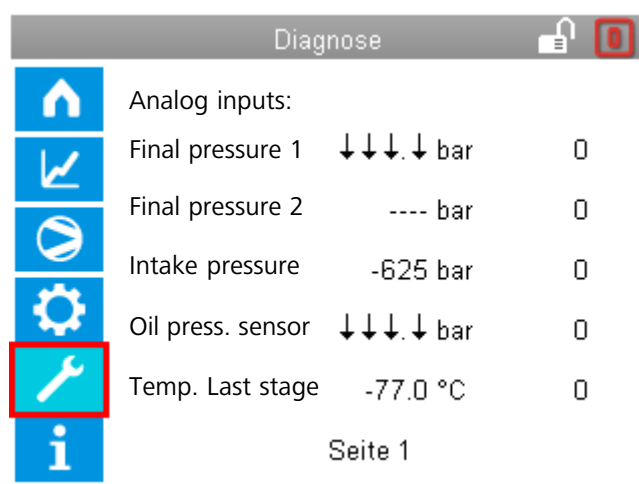 Diagnose 0
Analog inputs:
Final pressure 1 ↓↓↓.↓ bar 0
Final pressure 2 ---- bar 0
Intake pressure -625 bar 0
Oil press. sensor ↓↓↓.↓ bar 0
Temp. Last stage -77.0 °C 0
i Seite 1